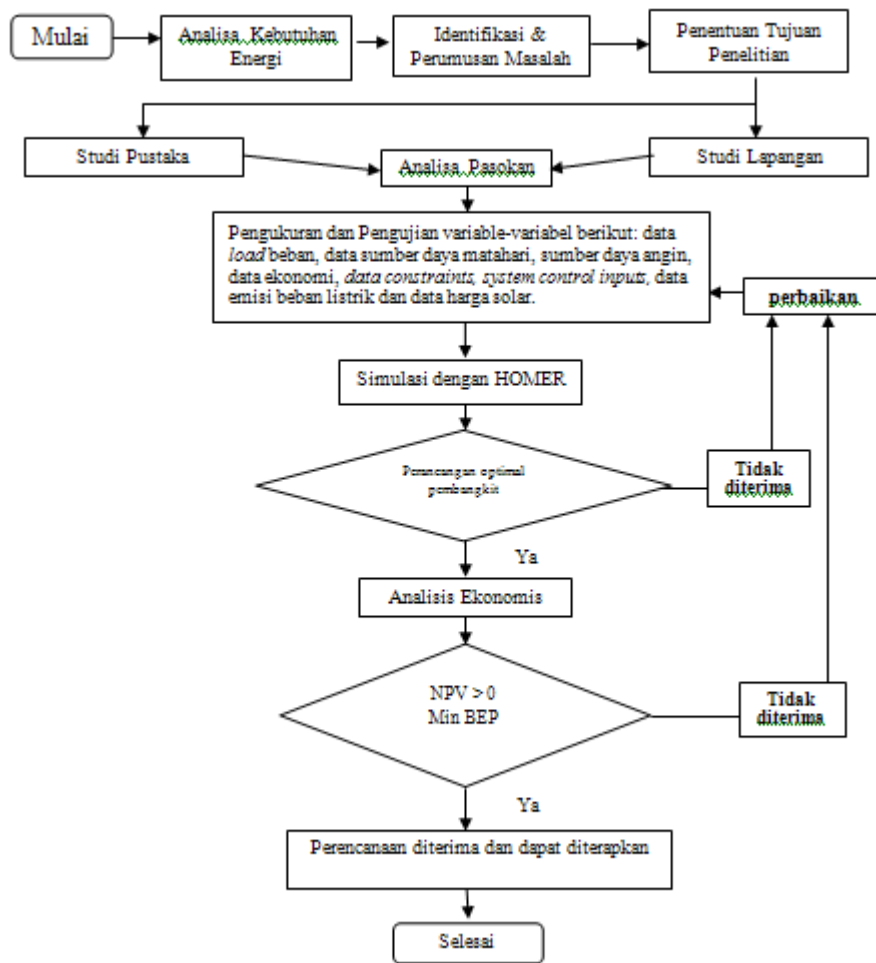 Mulai
Analisa Kebutuhan
Energi
Identifikasi &
Perumusan Masalah
Penentuan Tujuan
Penelitian
Studi Pustaka
Analisa Pasokan
Studi Lapangan
Pengukuran dan Pengujian variable-variabel berikut: data
load beban, data sumber daya matahari, sumber daya angin,
data ekonomi, data constraints, system control inputs, data
emisi beban listrik dan data harga solar.
perbaikan
Simulasi dengan HOMER
Perancangan optimal
pembangkit
Tidak
diterima
Ya
Analisis Ekonomis
NPV > 0
Min BEP
Tidak
diterima
Ya
Perencanaan diterima dan dapat diterapkan
Selesai